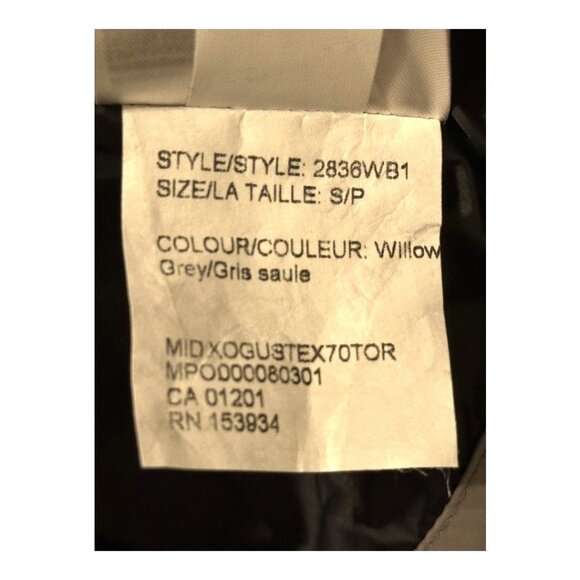 STYLE/STYLE: 2836WB1
SIZE/LA TAILLE: S/P
COLOUR/COULEUR: Willow
Grey/Gris saule
MIDXOGUSTEX70TOR
MPO000080301
CA 01201
RN 153934